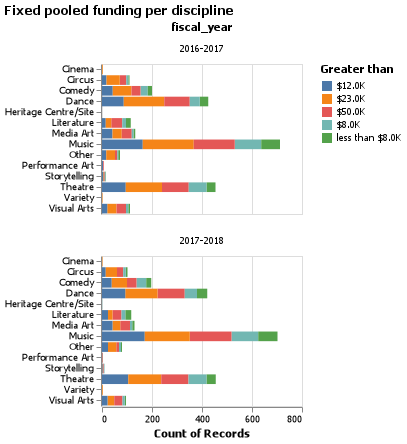 Fixed pooled funding per discipline
fiscal_year
2016-2017
Cinema
Circus
Comedy
Dance
Heritage Centre/Site
Literature
Media Art
Music
Other
Performance Art
Storytelling
Theatre
Variety
Visual Arts
Greater than
$12.0K
$23.0K
$50.0K
$8.0K
less than $8.0K
2017-2018
Cinema
Circus
Comedy
Dance
Heritage Centre/Site
Literature
Media Art
Music
Other
Performance Art
Storytelling
Theatre
Variety
Visual Arts
0 200 400 600 800
Count of Records